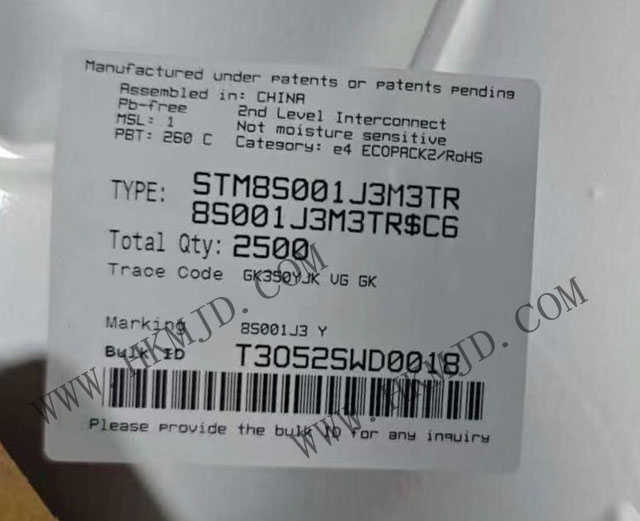 Manufactured under Patents or Patents Pending
Assembled in: CHINA
Pb-free 2nd Level Interconnect
MSL: 1 Not moisture sensitive
PBT: 260 C Category: e4 ECOPACK2/RoHS
TYPE: STM8S001J3M3TR
8S001J3M3TR$C6
Total Qty: 2500
Trace Code GK350YJK VG GK
Marking 8S001J3 Y
Bulk ID T3052SWD0018
Please provide the bulk ID for any inquiry
WWW.HKMJD.COM
WWW.HKMJD.COM